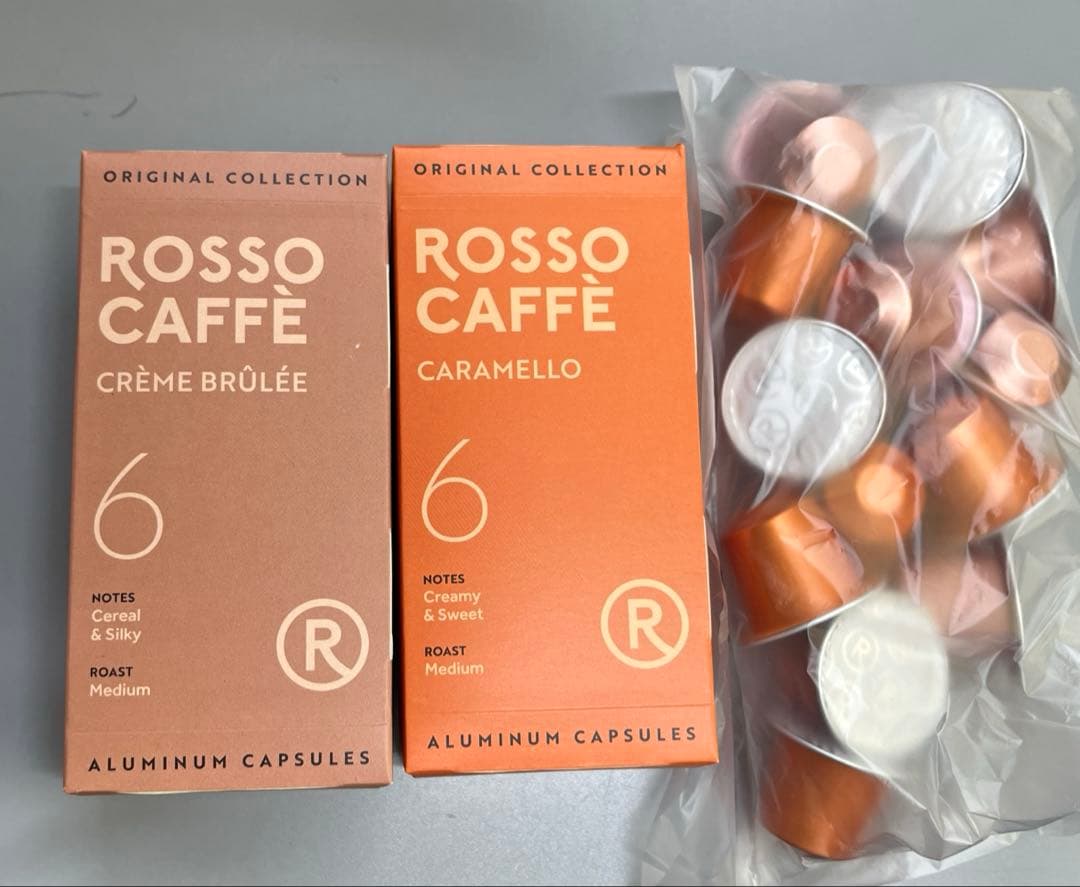 ORIGINAL COLLECTION
ROSSO
CAFFÈ
CRÈME BRÛLÉE
6
NOTES
Cereal
& Silky
ROAST
Medium
R
ALUMINUM CAPSULES
ORIGINAL COLLECTION
ROSSO
CAFFÈ
CARAMELLO
6
NOTES
Creamy
& Sweet
ROAST
Medium
R
ALUMINUM CAPSULES
R
R
R